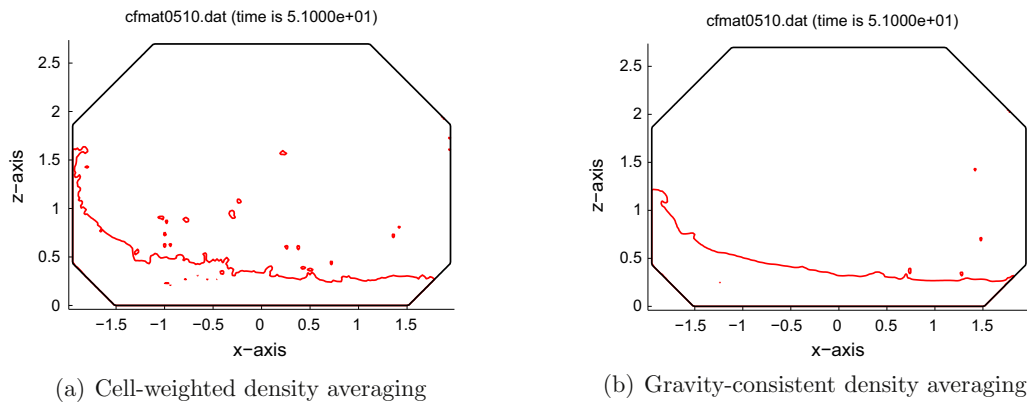 cfmat0510.dat (time is 5.1000e+01)
2.5
2
1.5
1
0.5
0
z−axis
−1.5 −1 −0.5 0 0.5 1 1.5
x−axis
(a) Cell-weighted density averaging
cfmat0510.dat (time is 5.1000e+01)
2.5
2
1.5
1
0.5
0
z−axis
−1.5 −1 −0.5 0 0.5 1 1.5
x−axis
(b) Gravity-consistent density averaging